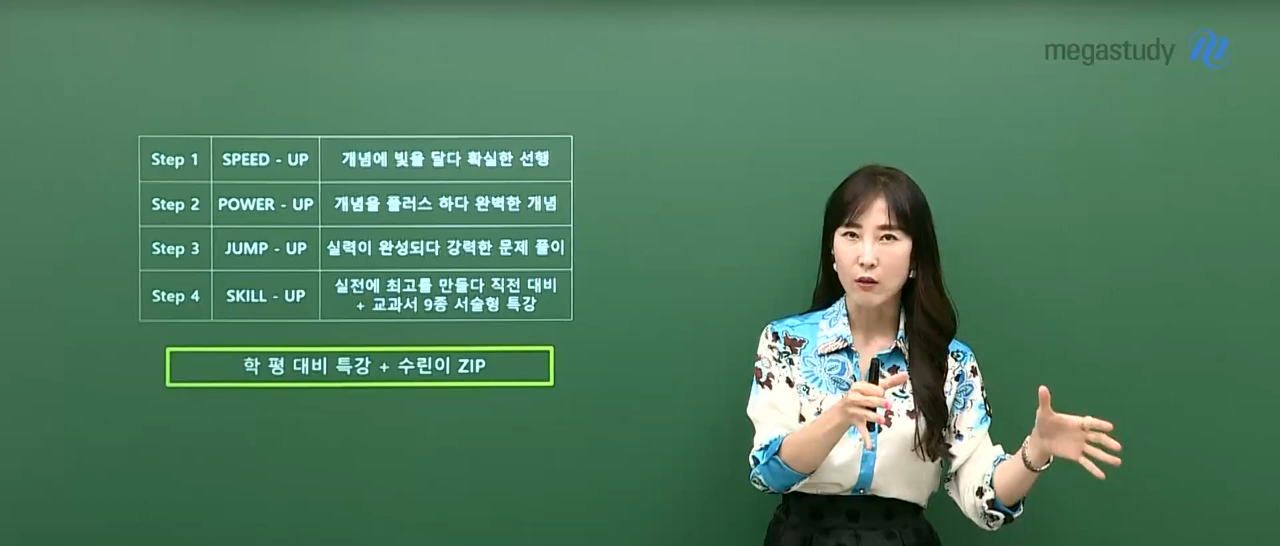 megastudy
Step 1 SPEED - UP 개념에 빛을 달다 확실한 선행
Step 2 POWER - UP 개념을 플러스 하다 완벽한 개념
Step 3 JUMP - UP 실력이 완성되다 강력한 문제 풀이
Step 4 SKILL - UP 실전에 최고를 만들다 직전 대비
+ 교과서 9종 서술형 특강
학 평 대비 특강 + 수린이 ZIP